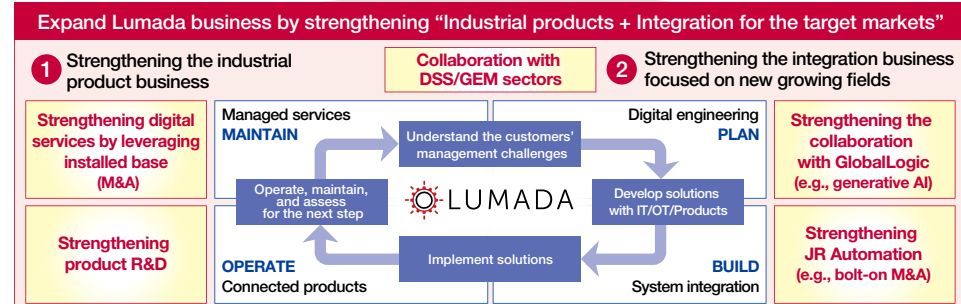 Expand Lumada business by strengthening “Industrial products + Integration for the target markets”
1 Strengthening the industrial
product business
Collaboration with
DSS/GEM sectors
2 Strengthening the integration business
focused on new growing fields
Strengthening digital
services by leveraging
installed base
(M&A)
Strengthening
product R&D
Managed services
MAINTAIN
Digital engineering
PLAN
Understand the customers’
management challenges
Operate, maintain,
and assess
for the next step
LUMADA
Develop solutions
with IT/OT/Products
Implement solutions
OPERATE
Connected products
BUILD
System integration
Strengthening the
collaboration
with GlobalLogic
(e.g., generative AI)
Strengthening
JR Automation
(e.g., bolt-on M&A)